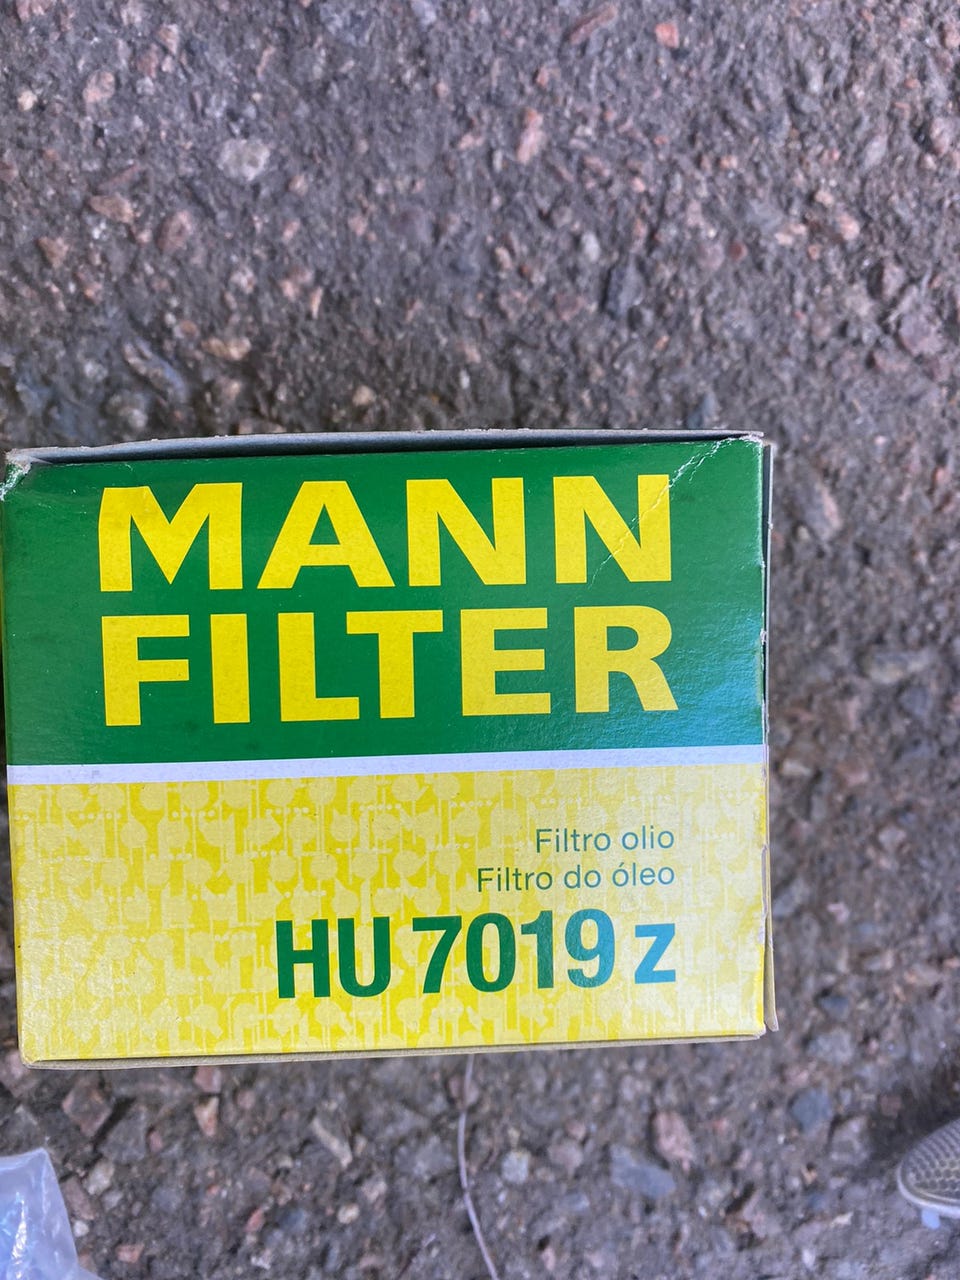 MANN
FILTER
Filtro olio
Filtro do óleo
HU 7019 z